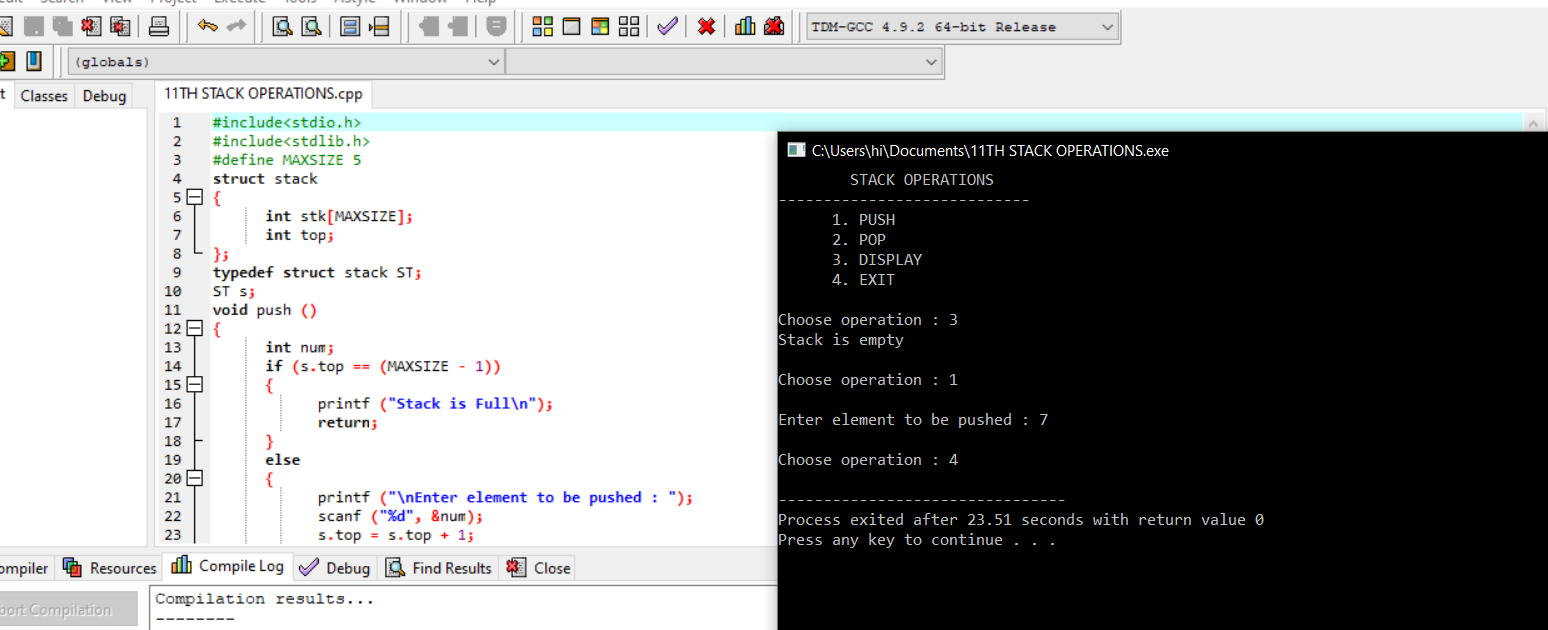 TDM-GCC 4.9.2 64-bit Release
(globals)
Classes Debug
11TH STACK OPERATIONS.cpp
1 #include<stdio.h>
2 #include<stdlib.h>
3 #define MAXSIZE 5
4 struct stack
5 {
6 int stk[MAXSIZE];
7 int top;
8 };
9 typedef struct stack ST;
10 ST s;
11 void push ()
12 {
13 int num;
14 if (s.top == (MAXSIZE - 1))
15 {
16 printf ("Stack is Full\n");
17 return;
18 }
19 else
20 {
21 printf ("\nEnter element to be pushed : ");
22 scanf ("%d", &num);
23 s.top = s.top + 1;
C:\Users\hi\Documents\11TH STACK OPERATIONS.exe
STACK OPERATIONS
----------------------------
1. PUSH
2. POP
3. DISPLAY
4. EXIT
Choose operation : 3
Stack is empty
Choose operation : 1
Enter element to be pushed : 7
Choose operation : 4
--------------------------------
Process exited after 23.51 seconds with return value 0
Press any key to continue . . .
ompiler Resources Compile Log Debug Find Results Close
ort Compilation
Compilation results...
--------